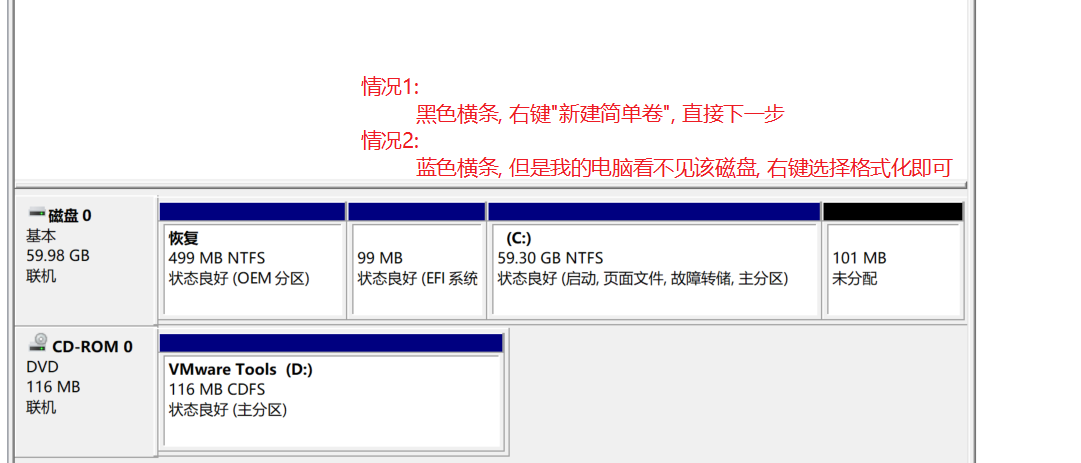 情况1:
黑色横条, 右键"新建简单卷", 直接下一步
情况2:
蓝色横条, 但是我的电脑看不见该磁盘, 右键选择格式化即可
磁盘 0
基本
59.98 GB
联机
恢复
499 MB NTFS
状态良好 (OEM 分区)
99 MB
状态良好 (EFI 系统
(C:)
59.30 GB NTFS
状态良好 (启动, 页面文件, 故障转储, 主分区)
101 MB
未分配
CD-ROM 0
DVD
116 MB
联机
VMware Tools (D:)
116 MB CDFS
状态良好 (主分区)